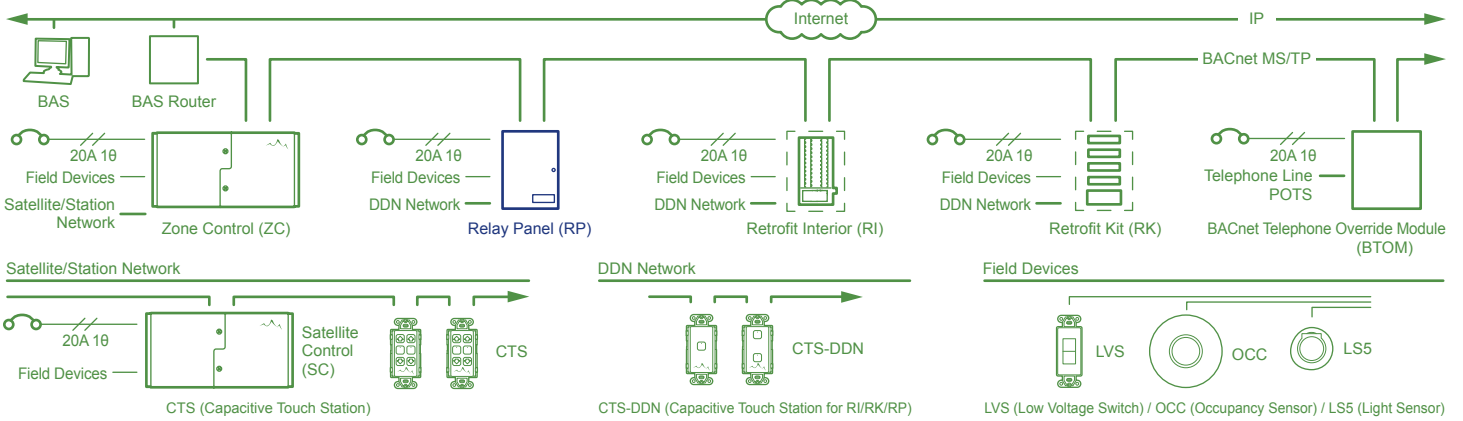 Internet
IP
BACnet MS/TP
BAS
BAS Router
20A 1θ
Field Devices
Satellite/Station
Network
Zone Control (ZC)
20A 1θ
Field Devices
DDN Network
Relay Panel (RP)
20A 1θ
Field Devices
DDN Network
Retrofit Interior (RI)
20A 1θ
Field Devices
DDN Network
Retrofit Kit (RK)
20A 1θ
Telephone Line
POTS
BACnet Telephone Override Module
(BTOM)
Satellite/Station Network
20A 1θ
Field Devices
Satellite
Control
(SC)
CTS
CTS (Capacitive Touch Station)
DDN Network
CTS-DDN
CTS-DDN (Capacitive Touch Station for RI/RK/RP)
Field Devices
LVS
OCC
LS5
LVS (Low Voltage Switch) / OCC (Occupancy Sensor) / LS5 (Light Sensor)